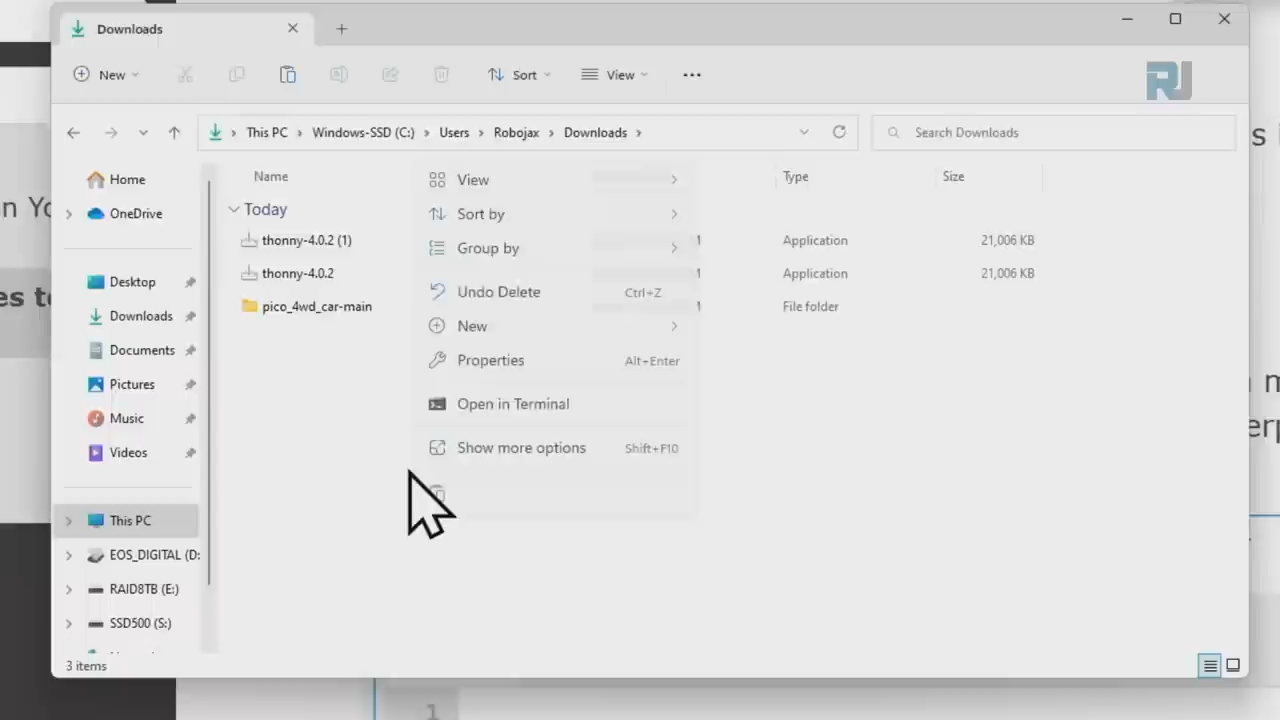 Downloads
New
Sort
View
RJ
This PC
Windows-SSD (C:)
Users
Robojax
Downloads
Search Downloads
Home
OneDrive
Desktop
Downloads
Documents
Pictures
Music
Videos
This PC
EOS_DIGITAL (D:
RAID8TB (E:)
SSD500 (S:)
3 items
Name
Type
Size
Today
thonny-4.0.2 (1)
Application
21,006 KB
thonny-4.0.2
Application
21,006 KB
pico_4wd_car-main
File folder
View
Sort by
Group by
Undo Delete Ctrl+Z
New
Properties Alt+Enter
Open in Terminal
Show more options Shift+F10
1